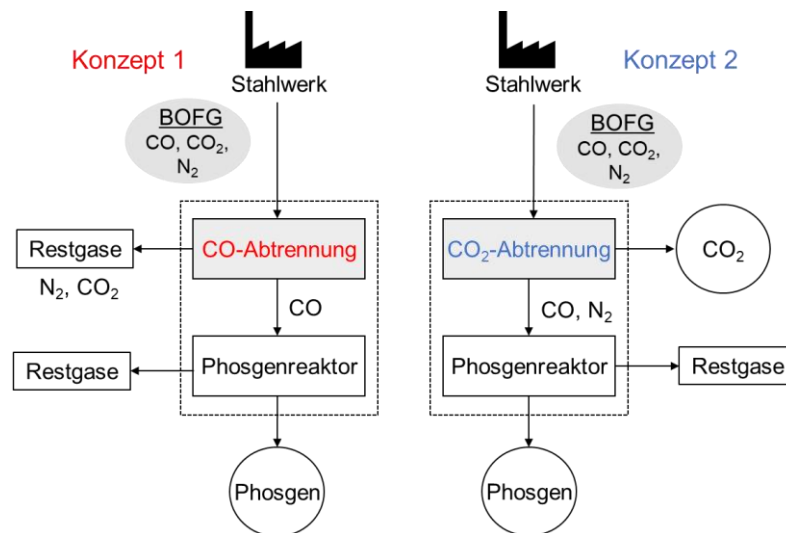 Konzept 1
Stahlwerk
BOFG
CO, CO₂,
N₂
CO-Abtrennung
Restgase
N₂, CO₂
CO
Phosgenreaktor
Restgase
Phosgen
Konzept 2
Stahlwerk
BOFG
CO, CO₂,
N₂
CO₂-Abtrennung
CO₂
CO, N₂
Phosgenreaktor
Restgase
Phosgen